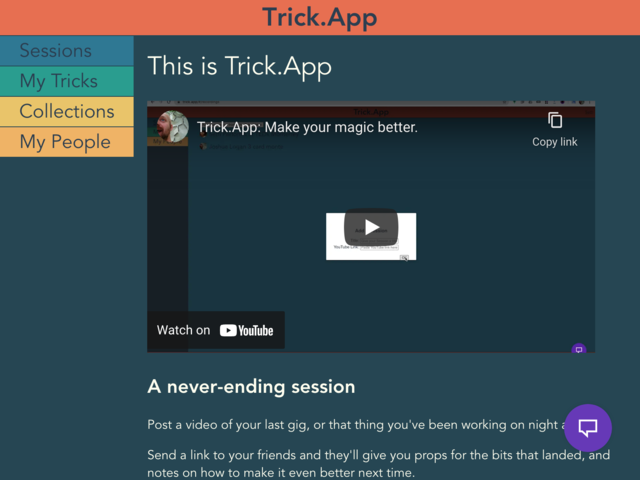 Trick.App
Sessions
My Tricks
Collections
My People
This is Trick.App
Trick.App: Make your magic better.
Copy link
Watch on YouTube
A never-ending session
Post a video of your last gig, or that thing you've been working on night
Send a link to your friends and they'll give you props for the bits that landed, and
notes on how to make it even better next time.